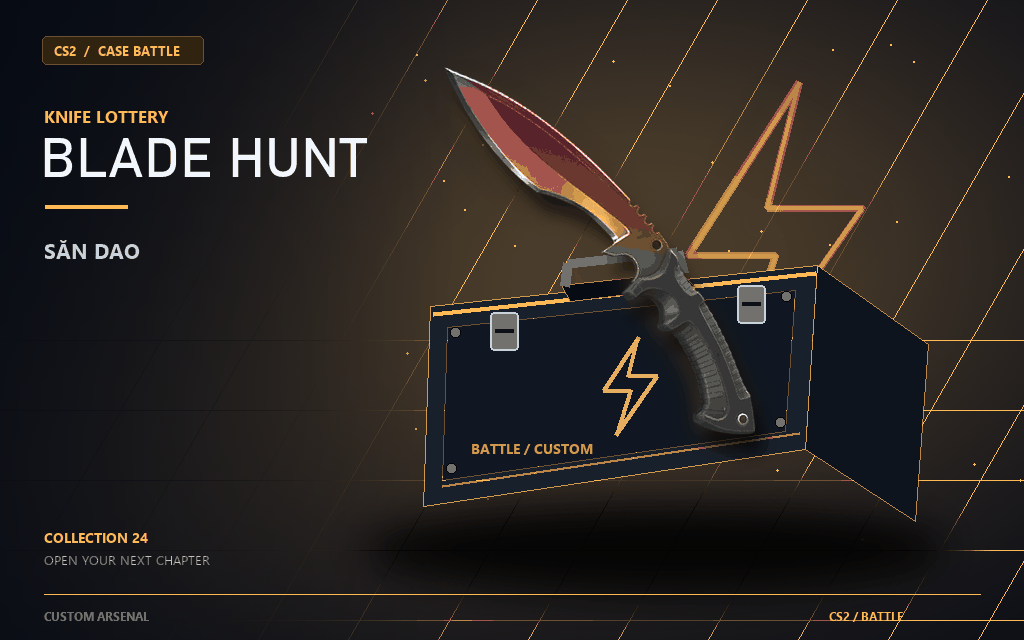 CS2 / CASE BATTLE
KNIFE LOTTERY
BLADE HUNT
SĂN DAO
BATTLE / CUSTOM
COLLECTION 24
OPEN YOUR NEXT CHAPTER
CUSTOM ARSENAL
CS2 / BATTLE